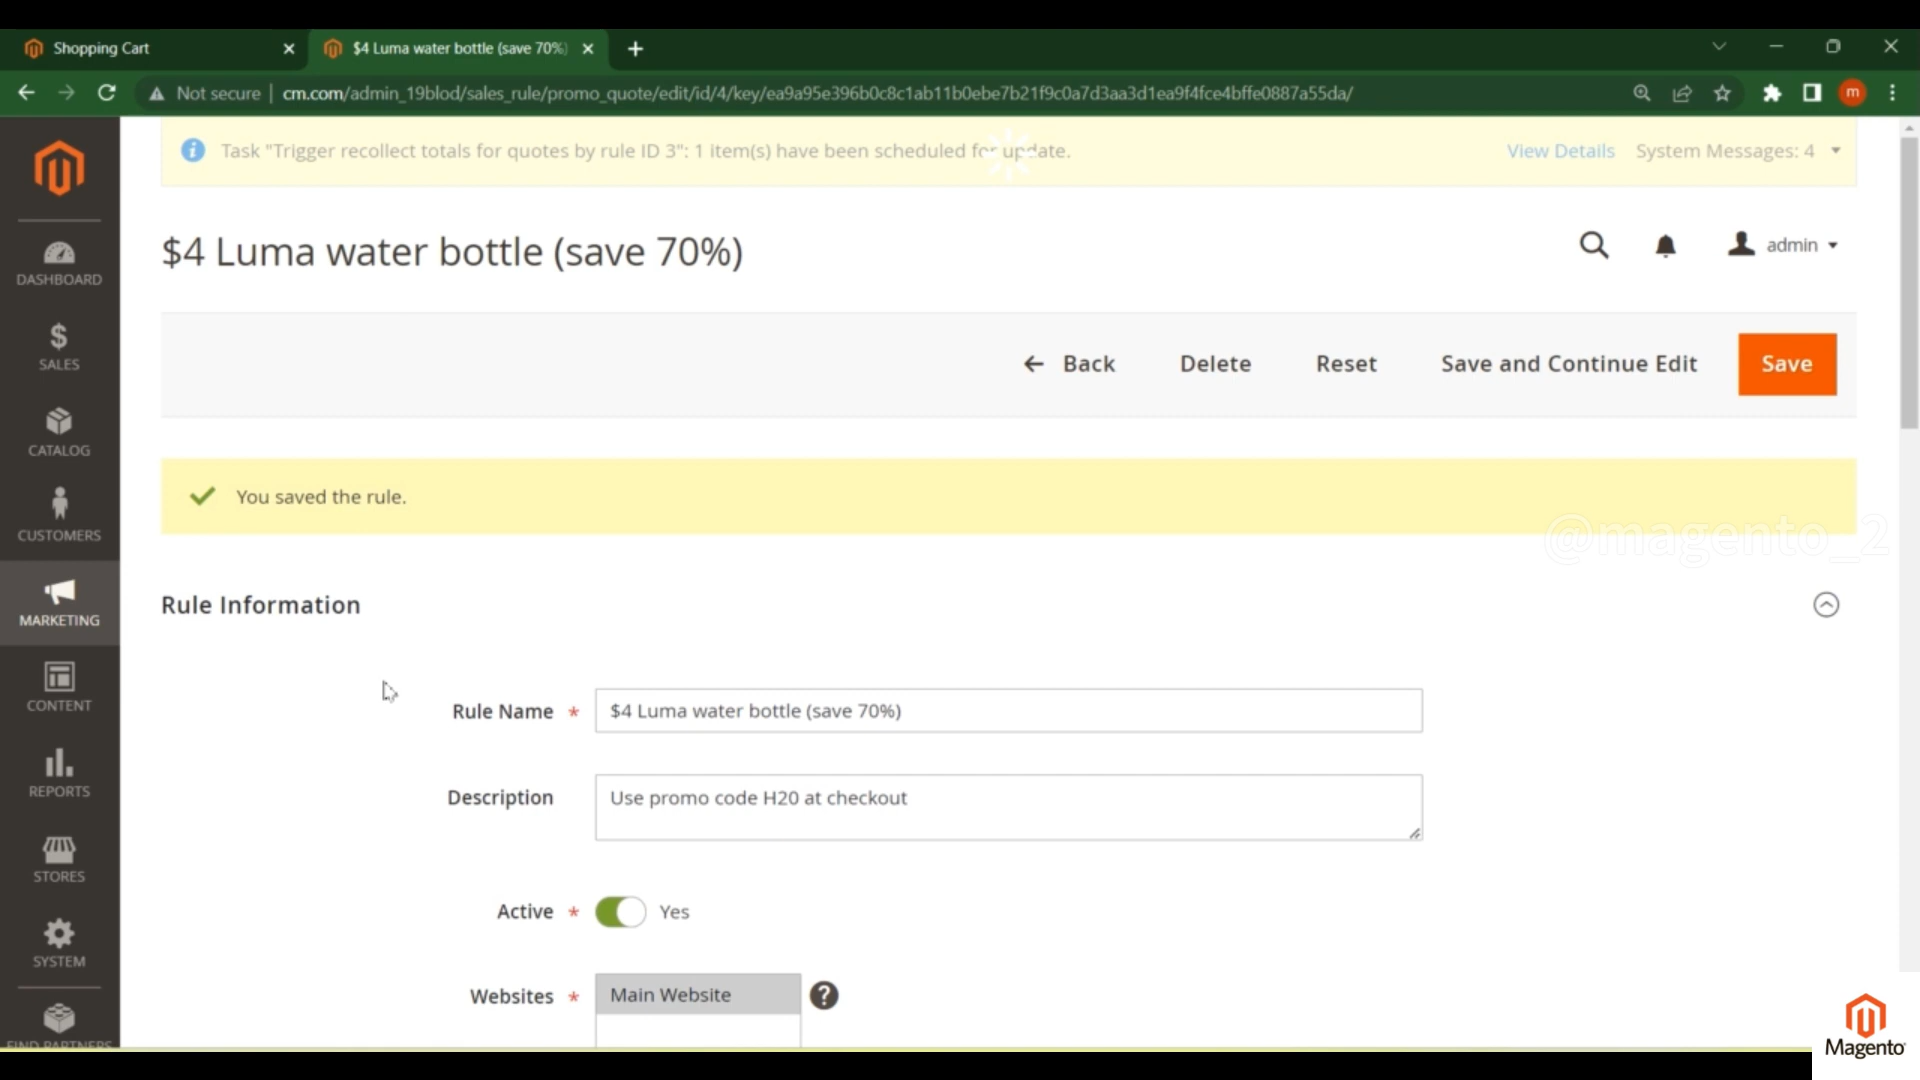 Shopping Cart
$4 Luma water bottle (save 70%)
Not secure
cm.com/admin_19blod/sales_rule/promo_quote/edit/id/4/key/ea9a95e396b0c8c1ab11b0ebe7b21f9c0a7d3aa3d1ea9f4fce4bffe0887a55da/
m
Task "Trigger recollect totals for quotes by rule ID 3": 1 item(s) have been scheduled for update.
View Details
System Messages: 4
$4 Luma water bottle (save 70%)
admin
Back
Delete
Reset
Save and Continue Edit
Save
You saved the rule.
@magento_2
Rule Information
Rule Name *
$4 Luma water bottle (save 70%)
Description
Use promo code H20 at checkout
Active *
Yes
Websites *
Main Website
?
DASHBOARD
$
SALES
CATALOG
CUSTOMERS
MARKETING
CONTENT
REPORTS
STORES
SYSTEM
FIND PARTNERS
Magento